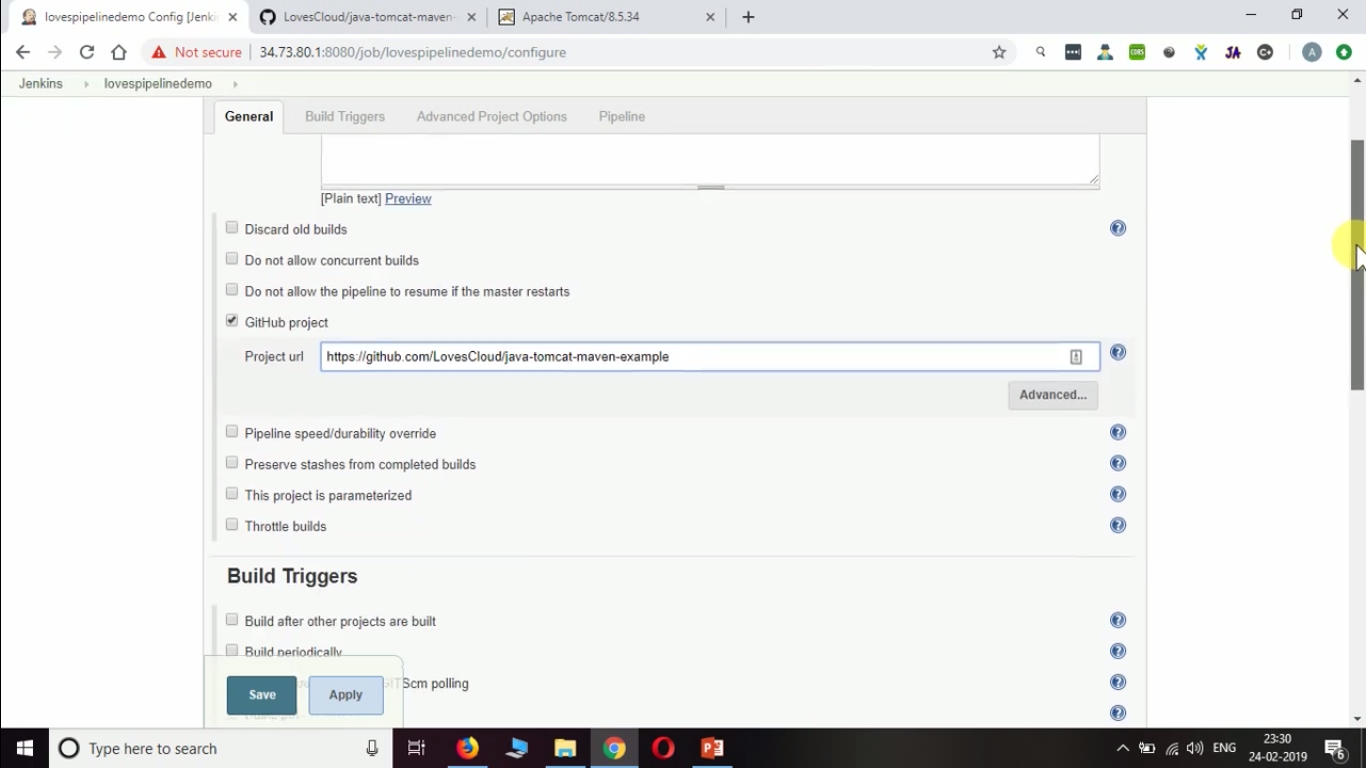 lovespipelinedemo Config [Jenki
LovesCloud/java-tomcat-maven-
Apache Tomcat/8.5.34
Not secure
34.73.80.1:8080/job/lovespipelinedemo/configure
Jenkins
lovespipelinedemo
General
Build Triggers
Advanced Project Options
Pipeline
[Plain text] Preview
Discard old builds
Do not allow concurrent builds
Do not allow the pipeline to resume if the master restarts
GitHub project
Project url
https://github.com/LovesCloud/java-tomcat-maven-example
Advanced...
Pipeline speed/durability override
Preserve stashes from completed builds
This project is parameterized
Throttle builds
Build Triggers
Build after other projects are built
Build periodically
GITScm polling
Save
Apply
Type here to search
ENG
23:30
24-02-2019
6